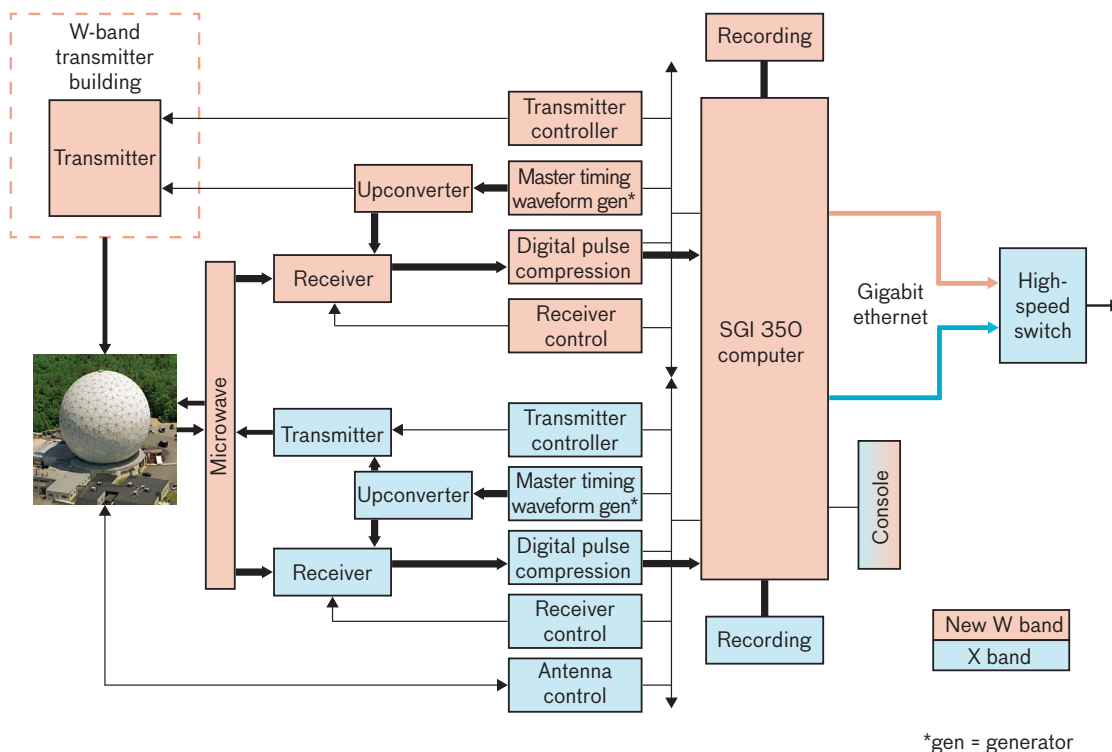 W-band
transmitter
building
Transmitter
Recording
Transmitter
controller
Upconverter
Master timing
waveform gen*
Receiver
Digital pulse
compression
Receiver
control
Microwave
SGI 350
computer
Gigabit
ethernet
High-
speed
switch
Transmitter
Transmitter
controller
Upconverter
Master timing
waveform gen*
Receiver
Digital pulse
compression
Receiver
control
Antenna
control
Recording
Console
New W band
X band
*gen = generator